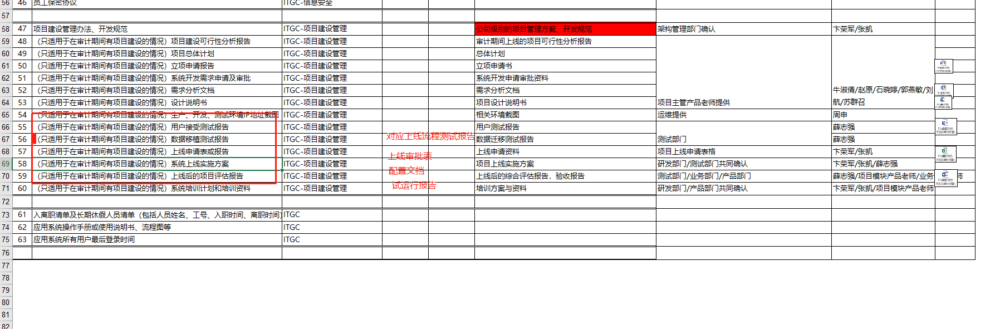 56 46 员工保密协议 ITGC-信息安全
57
58 47 项目建设管理办法、开发规范 ITGC-项目建设管理 公司级别的项目管理方案、开发规范 架构管理部门确认 卞荣军/张凯
59 48 （只适用于在审计期间有项目建设的情况）项目建设可行性分析报告 ITGC-项目建设管理 审计期间上线的项目可行性分析报告
60 49 （只适用于在审计期间有项目建设的情况）项目总体计划 ITGC-项目建设管理 总体计划
61 50 （只适用于在审计期间有项目建设的情况）立项申请报告 ITGC-项目建设管理 立项申请书
62 51 （只适用于在审计期间有项目建设的情况）系统开发需求申请及审批 ITGC-项目建设管理 系统开发申请审批资料
63 52 （只适用于在审计期间有项目建设的情况）需求分析文档 ITGC-项目建设管理 需求分析文档 牛淑倩/赵原/石晓婷/郭燕敏/刘
64 53 （只适用于在审计期间有项目建设的情况）设计说明书 ITGC-项目建设管理 项目设计说明书 项目主管产品老师提供 航/苏群召
65 54 （只适用于在审计期间有项目建设的情况）生产、开发、测试环境IP地址截图 ITGC-项目建设管理 相关环境截图 运维提供 周申
66 55 （只适用于在审计期间有项目建设的情况）用户接受测试报告 ITGC-项目建设管理 用户测试报告 薛志强
对应上线流程测试报告
67 56 （只适用于在审计期间有项目建设的情况）数据移植测试报告 ITGC-项目建设管理 数据迁移测试报告 测试部门 薛志强
68 57 （只适用于在审计期间有项目建设的情况）上线申请表或报告 ITGC-项目建设管理 上线申请资料 项目上线申请表格 卞荣军/张凯
上线审批表
69 58 （只适用于在审计期间有项目建设的情况）系统上线实施方案 ITGC-项目建设管理 项目上线实施方案 研发部门/测试部门共同确认 卞荣军/张凯/薛志强
配置文档
70 59 （只适用于在审计期间有项目建设的情况）上线后的项目评估报告 ITGC-项目建设管理 上线后的综合评估报告，验收报告 测试部门/业务部门/产品部门 薛志强/项目模块产品老师/业务 师
试运行报告
71 60 （只适用于在审计期间有项目建设的情况）系统培训计划和培训资料 ITGC-项目建设管理 培训方案与资料 研发部门/产品部门共同确认 卞荣军/张凯/项目模块产品老师
72
73 61 入离职清单及长期休假人员清单（包括人员姓名、工号、入职时间、离职时间） ITGC
74 62 应用系统操作手册或使用说明书、流程图等 ITGC
75 63 应用系统所有用户最后登录时间 ITGC
76
77
78
79
80
81
82